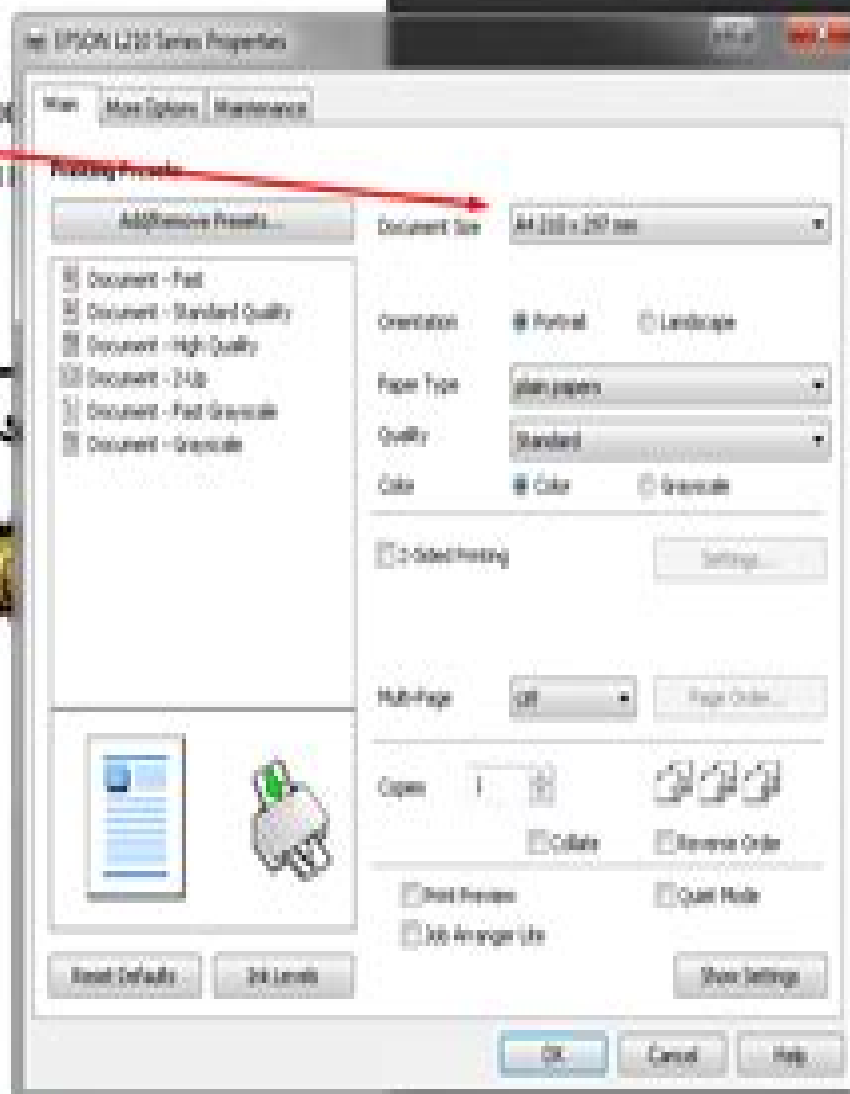 EPSON L210 Series Properties
Main
More Options
Maintenance
Printing Presets
Add/Remove Presets...
Document - Fast
Document - Standard Quality
Document - High Quality
Document - 2-Up
Document - Fast Grayscale
Document - Grayscale
Document Size
A4 210 x 297 mm
Orientation
Portrait
Landscape
Paper Type
plain papers
Quality
Standard
Color
Color
Grayscale
2-Sided Printing
Settings...
Multi-Page
Off
Page Order...
Copies
1
Collate
Reverse Order
Print Preview
Quiet Mode
Job Arranger Lite
Reset Defaults
Ink Levels
Show Settings
OK
Cancel
Help